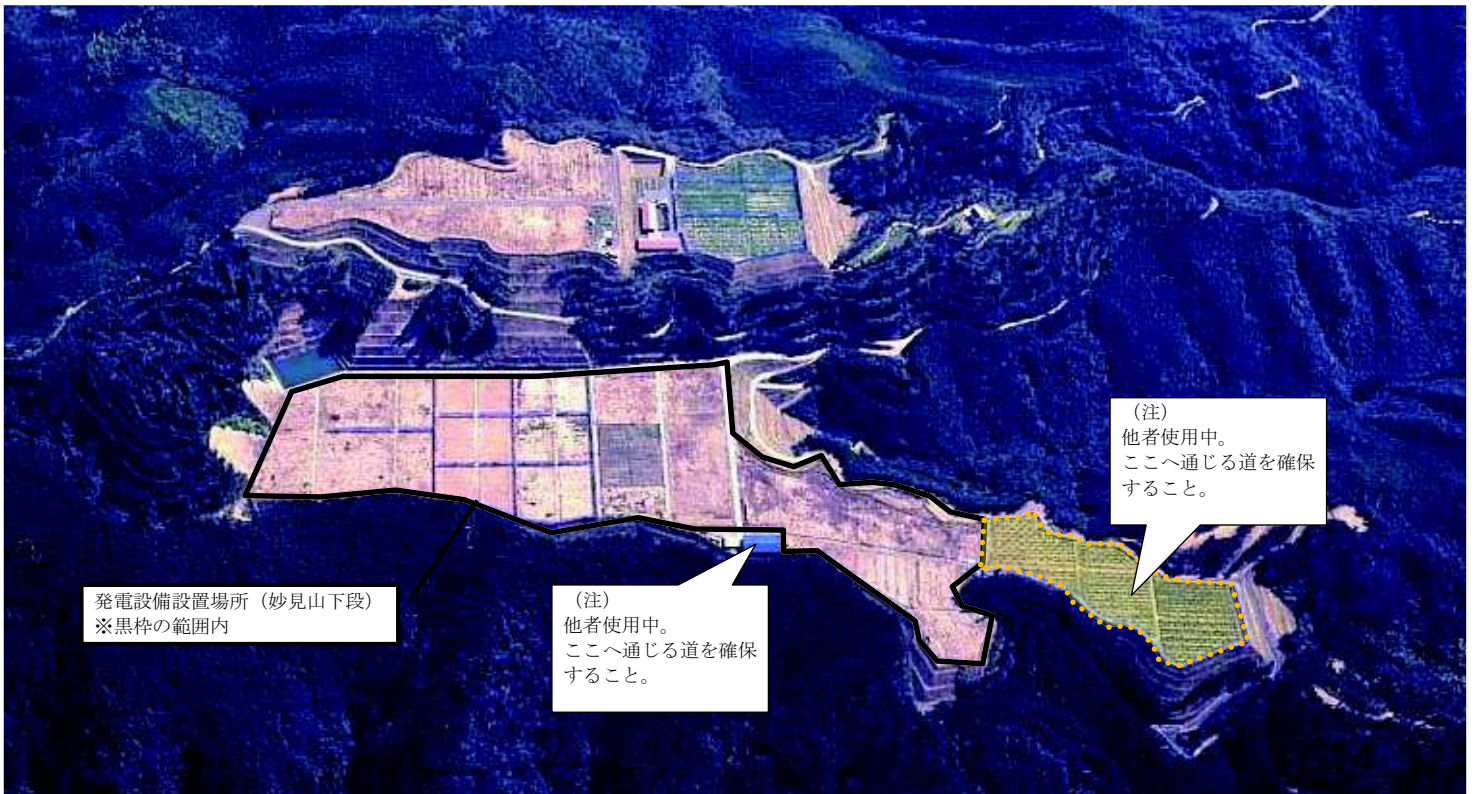 （注）
他者使用中。
ここへ通じる道を確保
すること。
発電設備設置場所（妙見山下段）
※黒枠の範囲内
（注）
他者使用中。
ここへ通じる道を確保
すること。